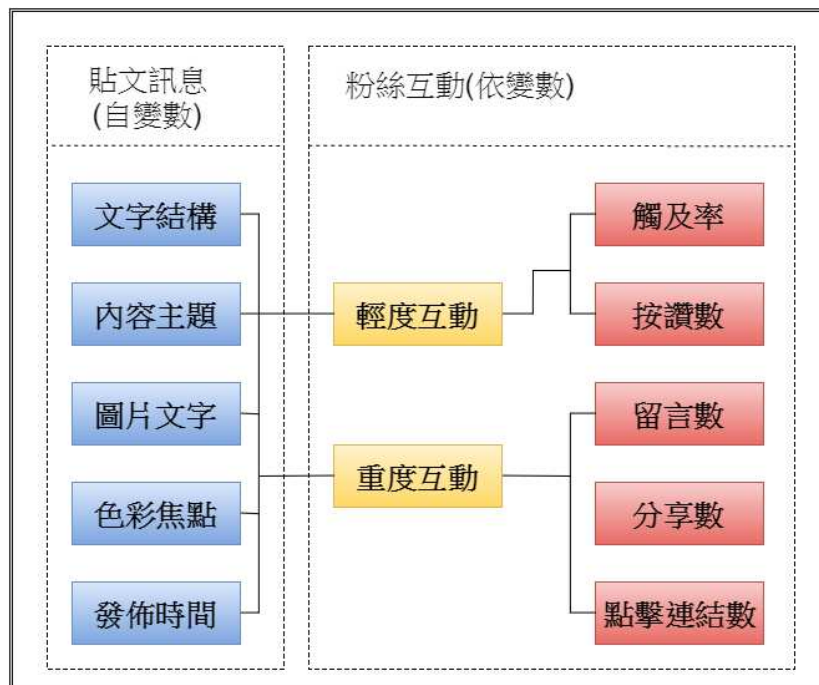 貼文訊息
(自變數)
粉絲互動(依變數)
文字結構
內容主題
圖片文字
色彩焦點
發佈時間
輕度互動
重度互動
觸及率
按讚數
留言數
分享數
點擊連結數